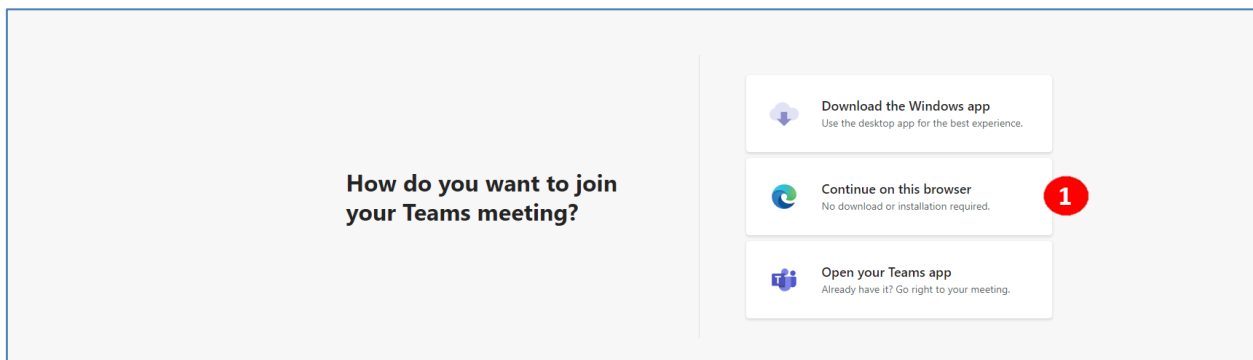 How do you want to join
your Teams meeting?
Download the Windows app
Use the desktop app for the best experience.
Continue on this browser
No download or installation required.
1
Open your Teams app
Already have it? Go right to your meeting.